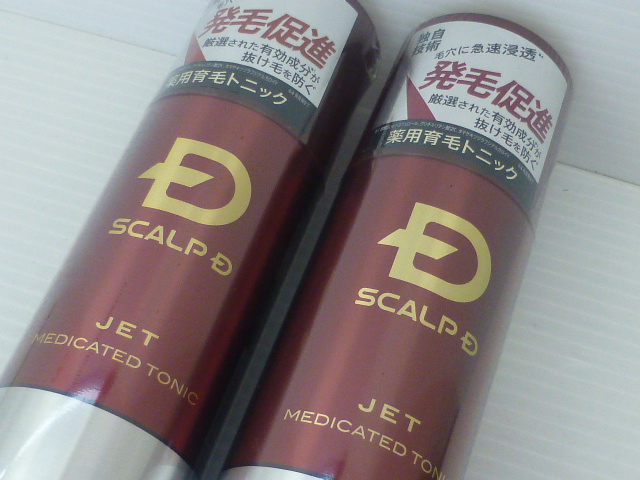 発毛促進
厳選された有効成分が
抜け毛を防ぐ
薬用育毛トニック
SCALP D
JET
MEDICATED TONIC
独自
技術
毛穴に急速浸透
発毛促進
厳選された有効成分が
抜け毛を防ぐ
薬用育毛トニック
SCALP D
JET
MEDICATED TONI